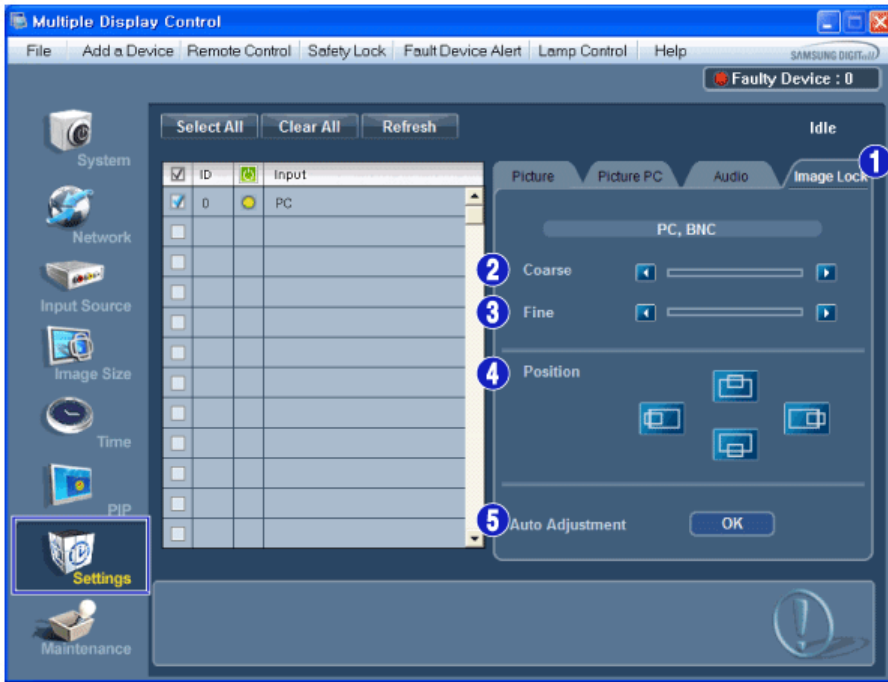 Multiple Display Control
File Add a Device Remote Control Safety Lock Fault Device Alert Lamp Control Help
SAMSUNG DIGITall
Faulty Device : 0
Select All Clear All Refresh
Idle
1
System
ID Input
Picture Picture PC Audio Image Lock
0 PC
PC, BNC
Network
2 Coarse
Input Source
3 Fine
Image Size
4 Position
Time
PIP
5 Auto Adjustment OK
Settings
Maintenance